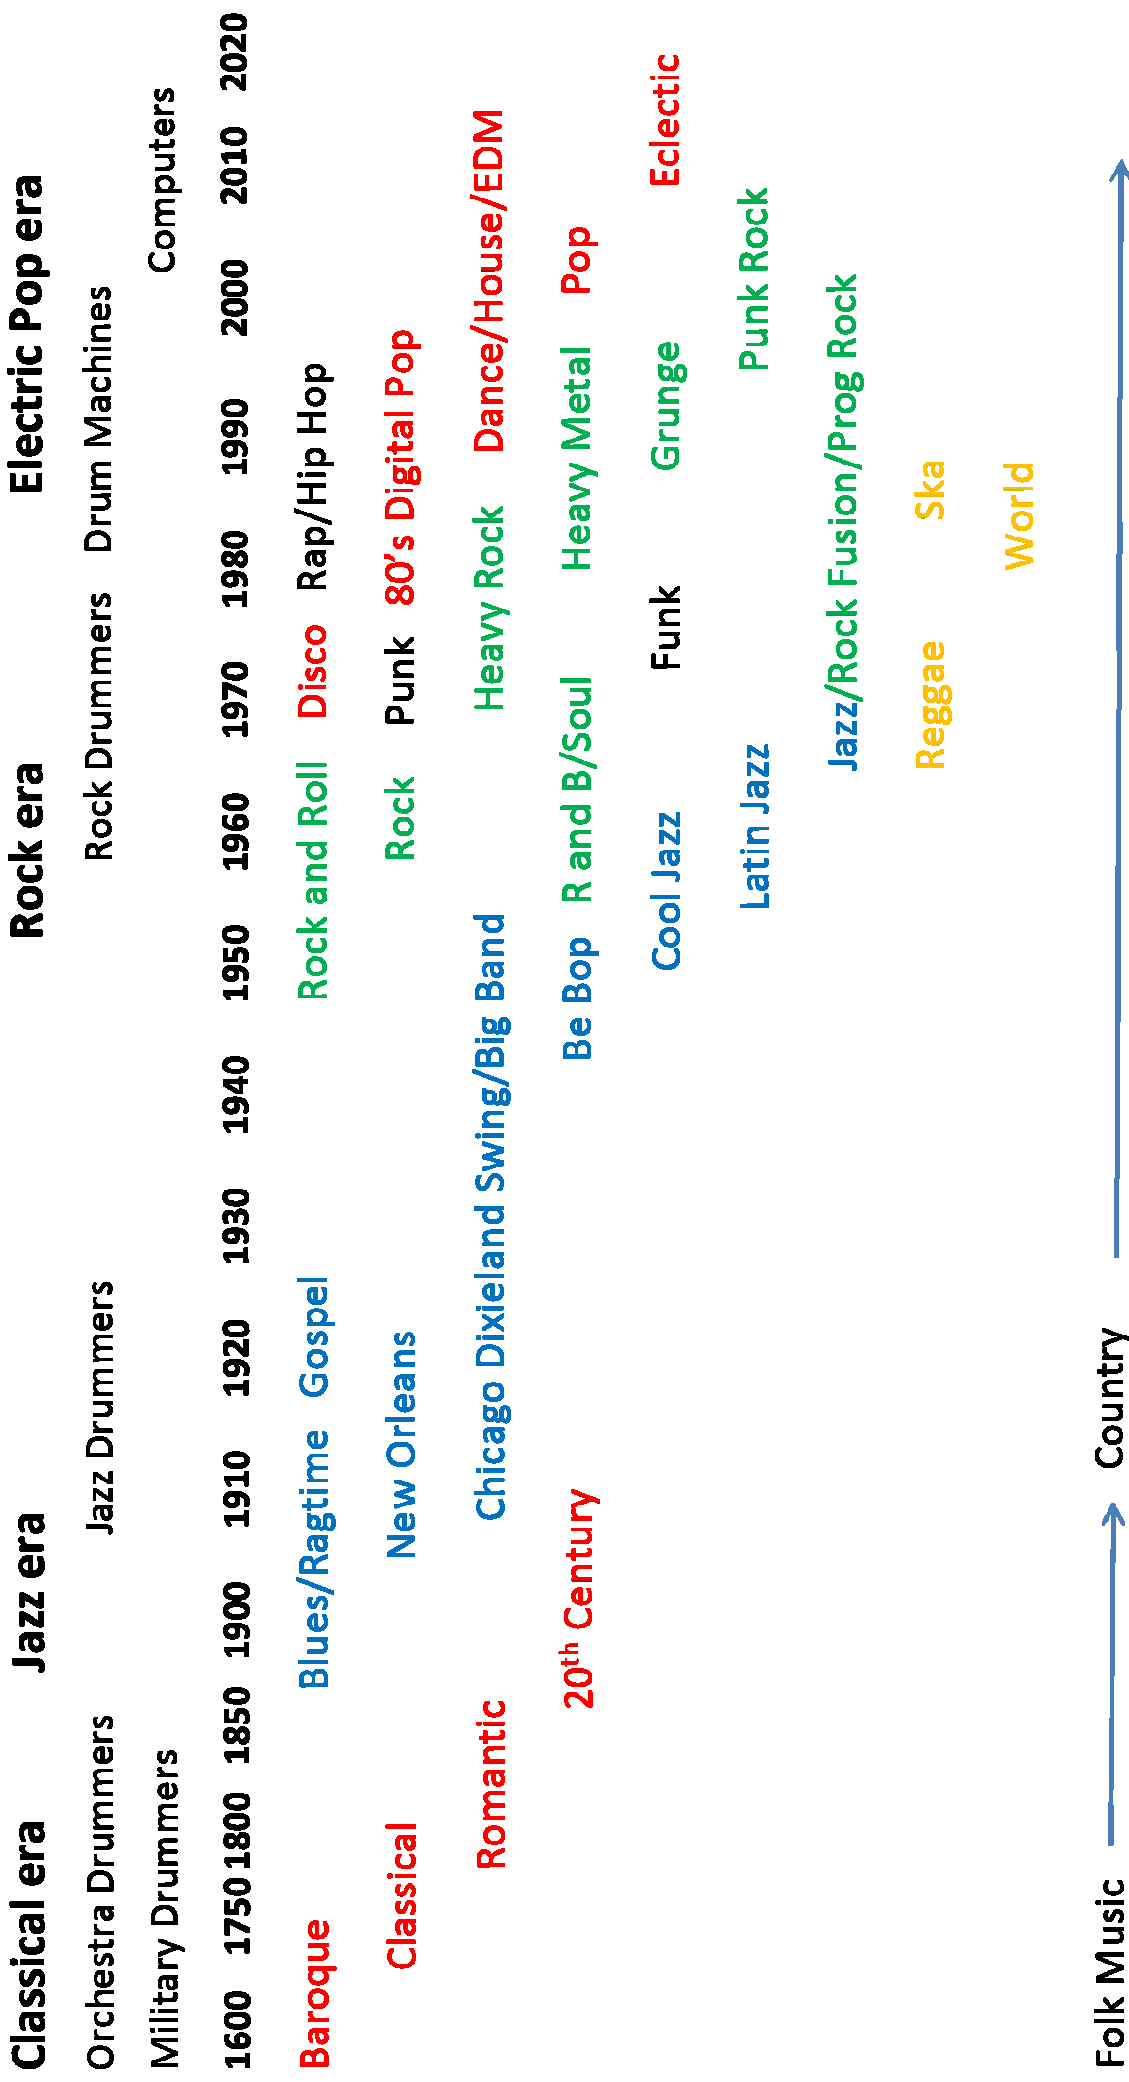 Classical era Jazz era Rock era Electric Pop era
Orchestra Drummers Jazz Drummers Rock Drummers Drum Machines
Military Drummers Computers
1600 1750 1800 1850 1900 1910 1920 1930 1940 1950 1960 1970 1980 1990 2000 2010 2020
Baroque Blues/Ragtime Gospel Rock and Roll Disco Rap/Hip Hop
Classical New Orleans Rock Punk 80's Digital Pop
Romantic Chicago Dixieland Swing/Big Band Heavy Rock Dance/House/EDM
20th Century Be Bop R and B/Soul Heavy Metal Pop
Cool Jazz Funk Grunge Eclectic
Latin Jazz Punk Rock
Jazz/Rock Fusion/Prog Rock
Reggae Ska
World
Folk Music Country